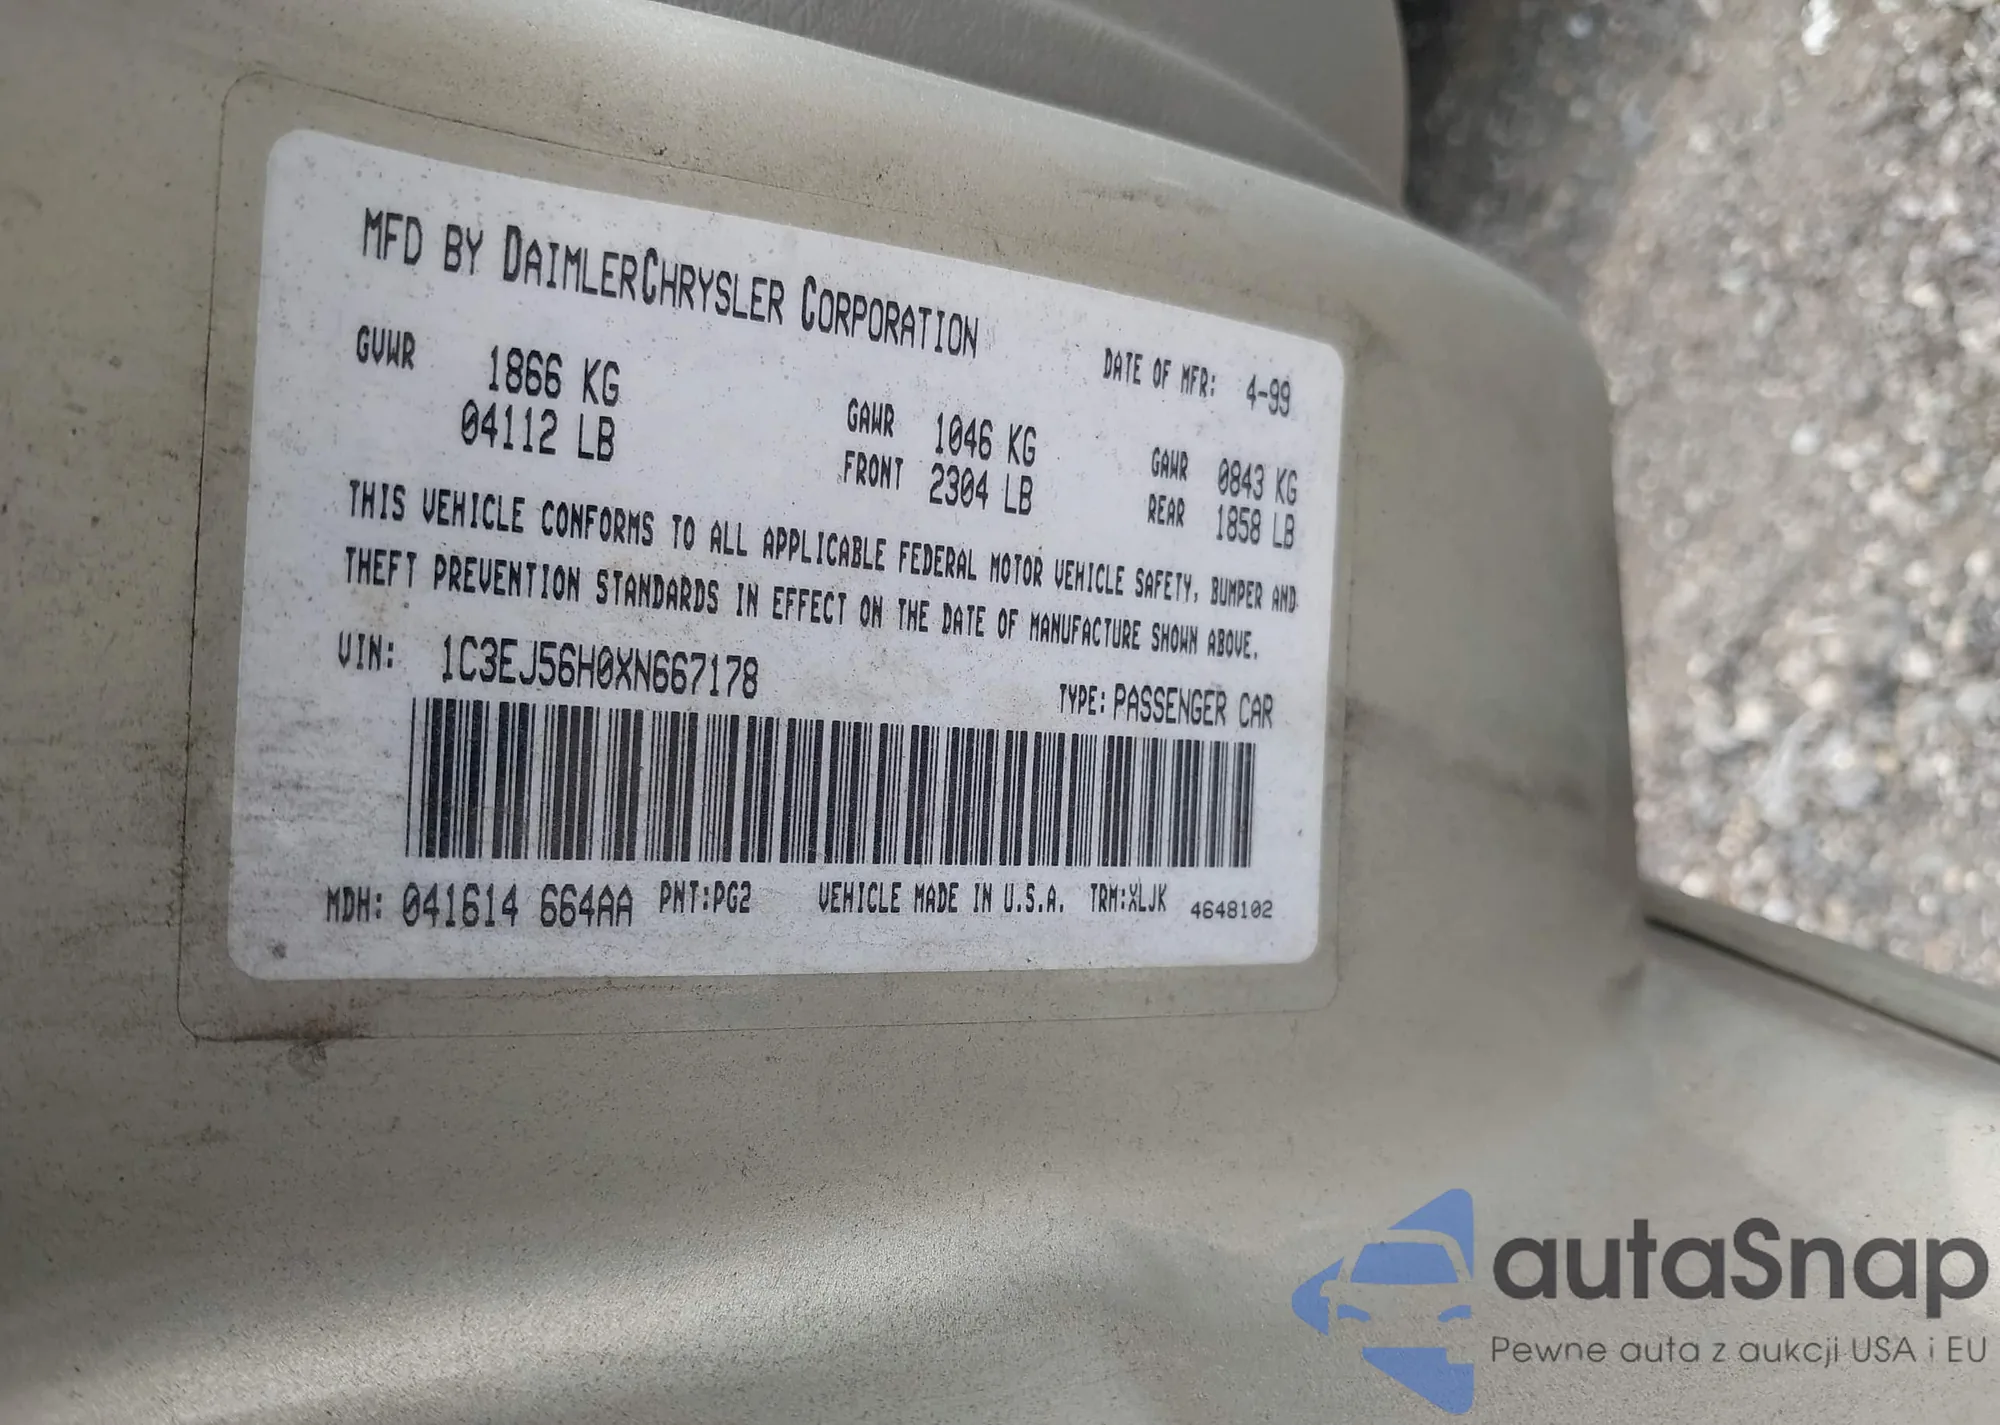 MFD BY DAIMLERCHRYSLER CORPORATION
DATE OF MFR: 4-99
GVWR 1866 KG
04112 LB
GAWR 1046 KG
FRONT 2304 LB
GAWR 0843 KG
REAR 1858 LB
THIS VEHICLE CONFORMS TO ALL APPLICABLE FEDERAL MOTOR VEHICLE SAFETY, BUMPER AND
THEFT PREVENTION STANDARDS IN EFFECT ON THE DATE OF MANUFACTURE SHOWN ABOVE.
VIN: 1C3EJ56H0XN667178
TYPE: PASSENGER CAR
MDH: 041614 664AA PNT:PG2 VEHICLE MADE IN U.S.A. TRM:XLJK 4648102
autaSnap
Pewne auta z aukcji USA i EU